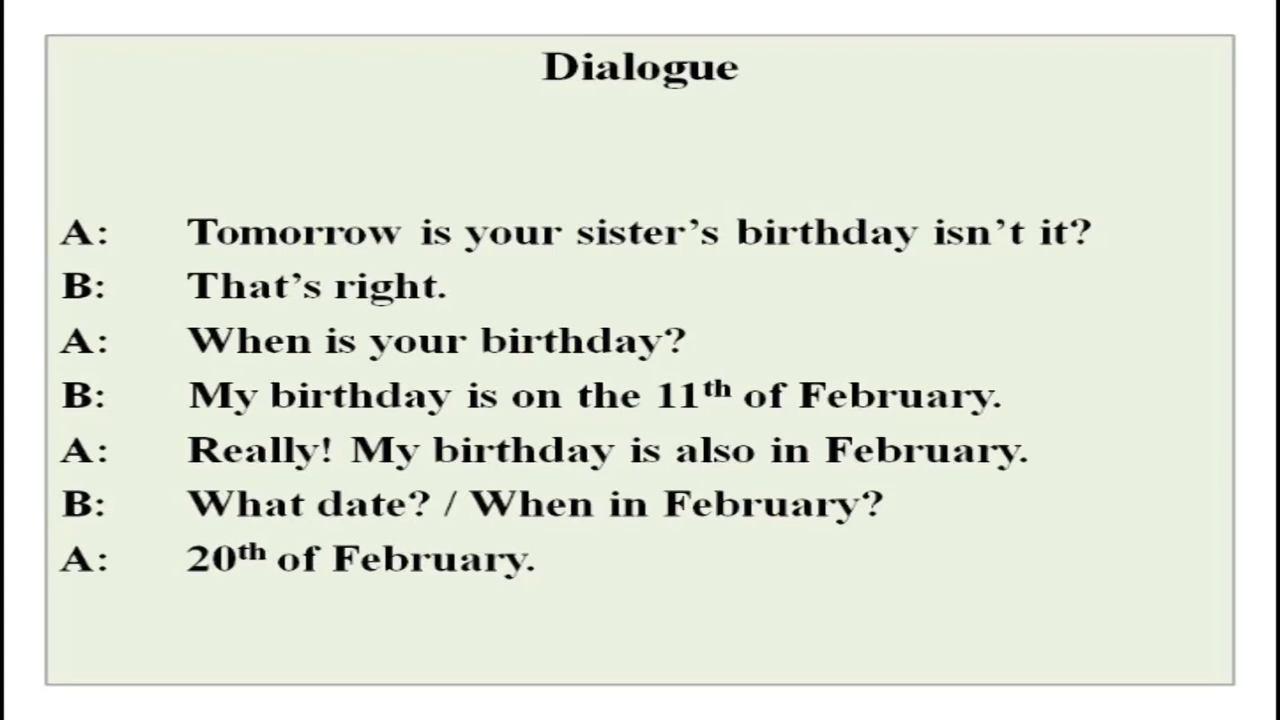 Dialogue
A: Tomorrow is your sister’s birthday isn’t it?
B: That’s right.
A: When is your birthday?
B: My birthday is on the 11th of February.
A: Really! My birthday is also in February.
B: What date? / When in February?
A: 20th of February.